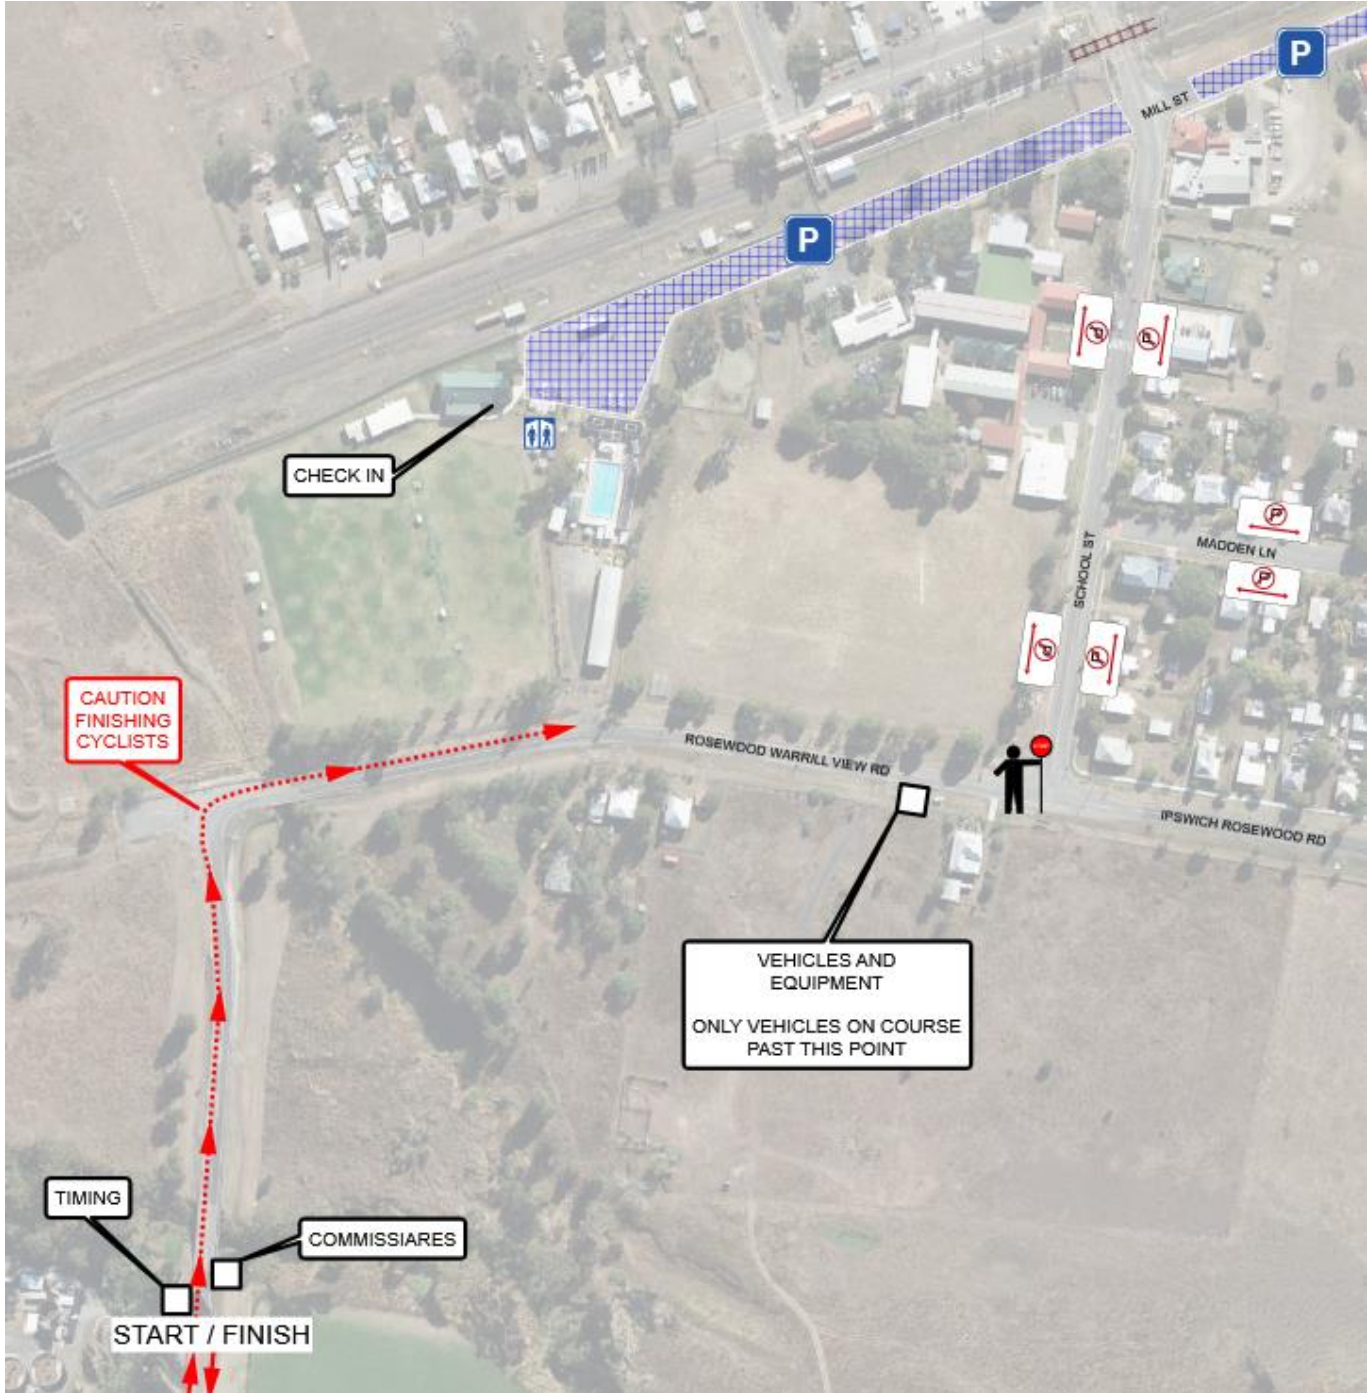 P
MILL ST
P
CHECK IN
MADDEN LN
SCHOOL ST
CAUTION
FINISHING
CYCLISTS
ROSEWOOD WARRILL VIEW RD
IPSWICH ROSEWOOD RD
VEHICLES AND
EQUIPMENT
ONLY VEHICLES ON COURSE
PAST THIS POINT
TIMING
COMMISSIARES
START / FINISH